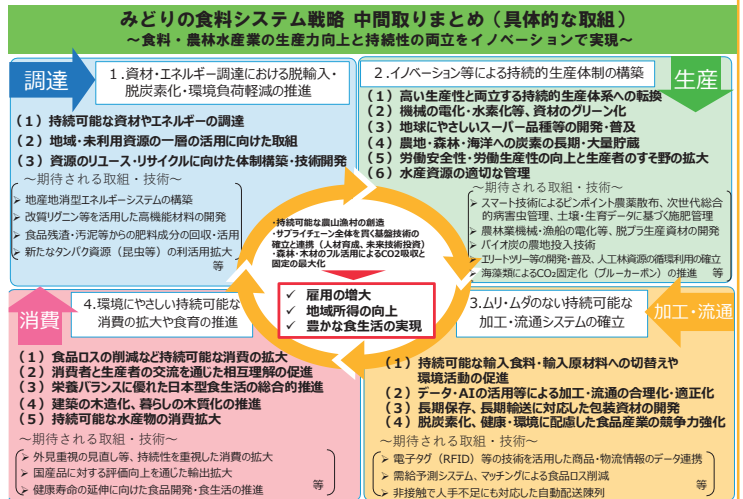 みどりの食料システム戦略 中間取りまとめ（具体的な取組）
～食料・農林水産業の生産力向上と持続性の両立をイノベーションで実現～
調達
1.資材・エネルギー調達における脱輸入・
脱炭素化・環境負荷軽減の推進
（１）持続可能な資材やエネルギーの調達
（２）地域・未利用資源の一層の活用に向けた取組
（３）資源のリユース・リサイクルに向けた体制構築・技術開発
～期待される取組・技術～
➢ 地産地消型エネルギーシステムの構築
➢ 改質リグニン等を活用した高機能材料の開発
➢ 食品残渣・汚泥等からの肥料成分の回収・活用
➢ 新たなタンパク資源（昆虫等）の利活用拡大
等
2.イノベーション等による持続的生産体制の構築
生産
（１）高い生産性と両立する持続的生産体系への転換
（２）機械の電化・水素化等、資材のグリーン化
（３）地球にやさしいスーパー品種等の開発・普及
（４）農地・森林・海洋への炭素の長期・大量貯蔵
（５）労働安全性・労働生産性の向上と生産者のすそ野の拡大
（６）水産資源の適切な管理
～期待される取組・技術～
➢ スマート技術によるピンポイント農薬散布、次世代総合
的病害虫管理、土壌・生育データに基づく施肥管理
➢ 農林業機械・漁船の電化等、脱プラ生産資材の開発
➢ バイオ炭の農地投入技術
➢ エリートツリー等の開発・普及、人工林資源の循環利用の確立
➢ 海藻類によるCO₂固定化（ブルーカーボン）の推進 等
・持続可能な農山漁村の創造
・サプライチェーン全体を貫く基盤技術の
確立と連携（人材育成、未来技術投資）
・森林・木材のフル活用によるCO2吸収と
固定の最大化
✓ 雇用の増大
✓ 地域所得の向上
✓ 豊かな食生活の実現
消費
4.環境にやさしい持続可能な
消費の拡大や食育の推進
（１）食品ロスの削減など持続可能な消費の拡大
（２）消費者と生産者の交流を通じた相互理解の促進
（３）栄養バランスに優れた日本型食生活の総合的推進
（４）建築の木造化、暮らしの木質化の推進
（５）持続可能な水産物の消費拡大
～期待される取組・技術～
➢ 外見重視の見直し等、持続性を重視した消費の拡大
➢ 国産品に対する評価向上を通じた輸出拡大
➢ 健康寿命の延伸に向けた食品開発・食生活の推進
等
3.ムリ・ムダのない持続可能な
加工・流通システムの確立
加工・流通
（１）持続可能な輸入食料・輸入原材料への切替えや
環境活動の促進
（２）データ・AIの活用等による加工・流通の合理化・適正化
（３）長期保存、長期輸送に対応した包装資材の開発
（４）脱炭素化、健康・環境に配慮した食品産業の競争力強化
～期待される取組・技術～
➢ 電子タグ（RFID）等の技術を活用した商品・物流情報のデータ連携
➢ 需給予測システム、マッチングによる食品ロス削減
➢ 非接触で人手不足にも対応した自動配送陳列
等